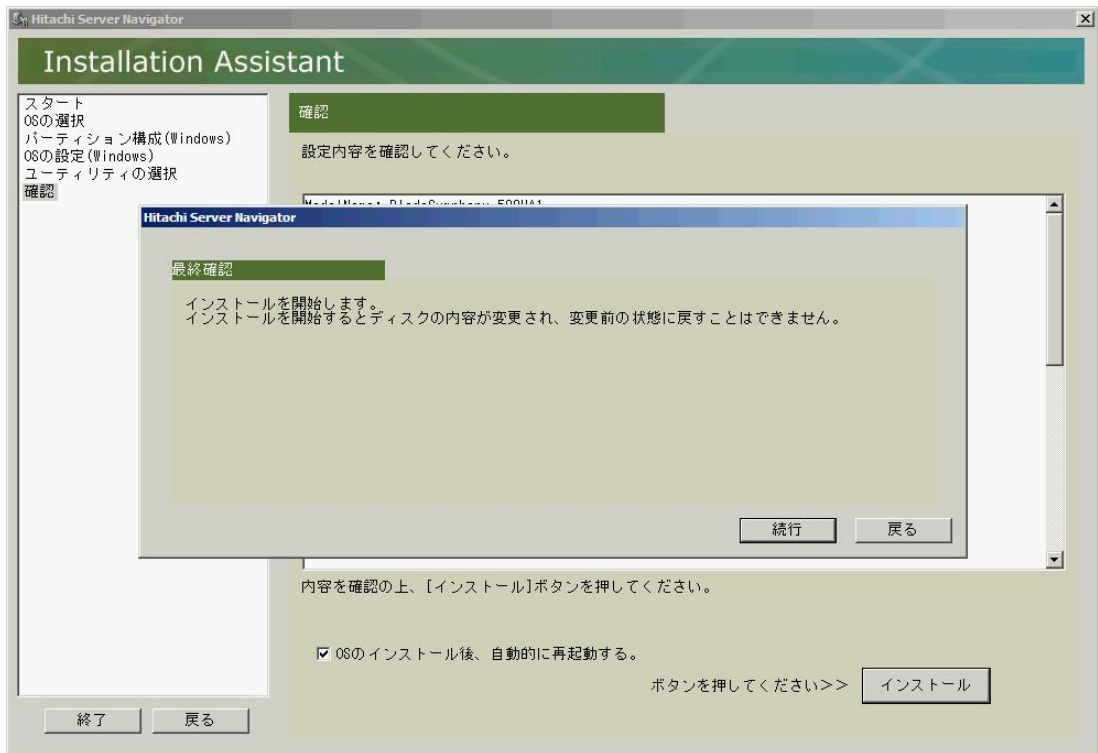 Hitachi Server Navigator
Installation Assistant
スタート
OSの選択
パーティション構成(Windows)
OSの設定(Windows)
ユーティリティの選択
確認
確認
設定内容を確認してください。
Hitachi Server Navigator
最終確認
インストールを開始します。
インストールを開始するとディスクの内容が変更され、変更前の状態に戻すことはできません。
続行
戻る
内容を確認の上、[インストール]ボタンを押してください。
OSのインストール後、自動的に再起動する。
ボタンを押してください>>
インストール
終了
戻る